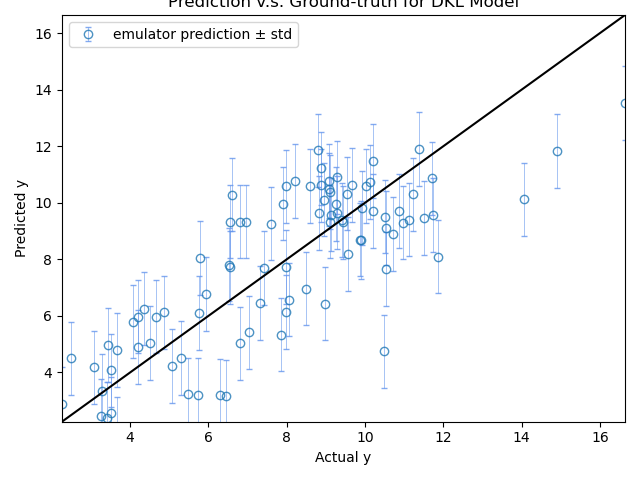 Prediction v.s. Ground-truth for DKL Model
emulator prediction ± std
16
14
12
10
8
6
4
Predicted y
4 6 8 10 12 14 16
Actual y